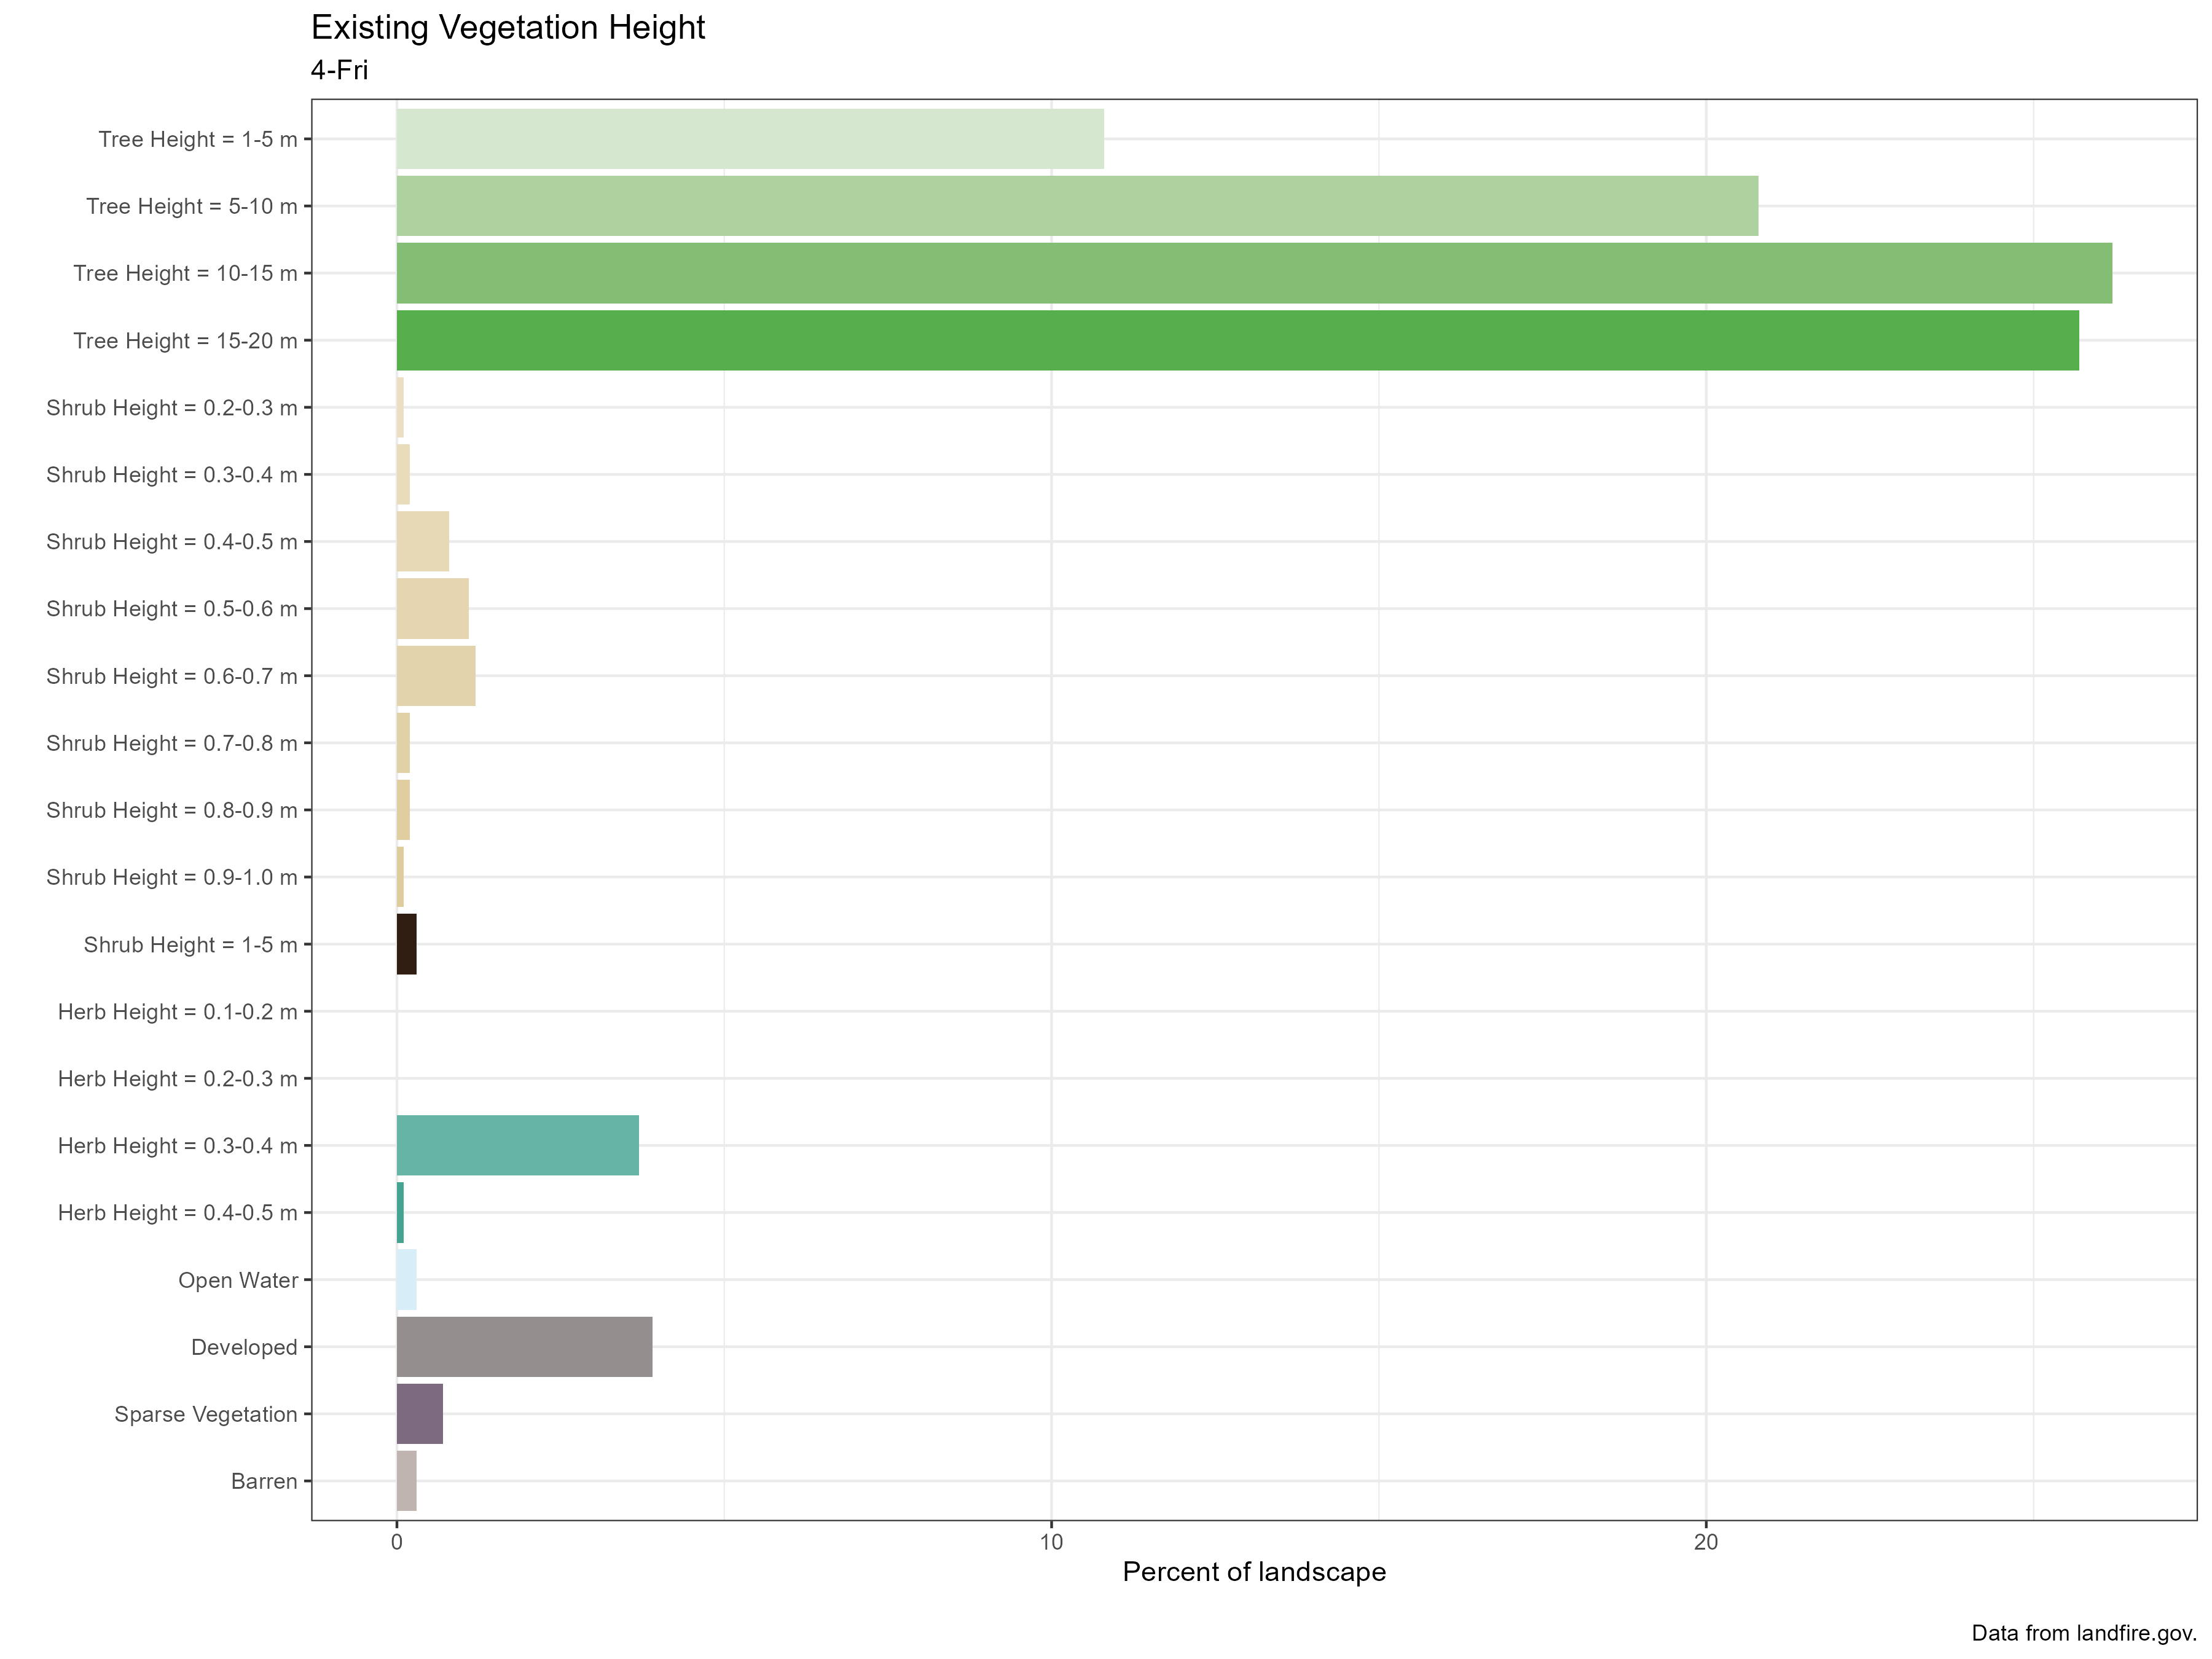 Existing Vegetation Height
4-Fri
Tree Height = 1-5 m
Tree Height = 5-10 m
Tree Height = 10-15 m
Tree Height = 15-20 m
Shrub Height = 0.2-0.3 m
Shrub Height = 0.3-0.4 m
Shrub Height = 0.4-0.5 m
Shrub Height = 0.5-0.6 m
Shrub Height = 0.6-0.7 m
Shrub Height = 0.7-0.8 m
Shrub Height = 0.8-0.9 m
Shrub Height = 0.9-1.0 m
Shrub Height = 1-5 m
Herb Height = 0.1-0.2 m
Herb Height = 0.2-0.3 m
Herb Height = 0.3-0.4 m
Herb Height = 0.4-0.5 m
Open Water
Developed
Sparse Vegetation
Barren
0 10 20
Percent of landscape
Data from landfire.gov.